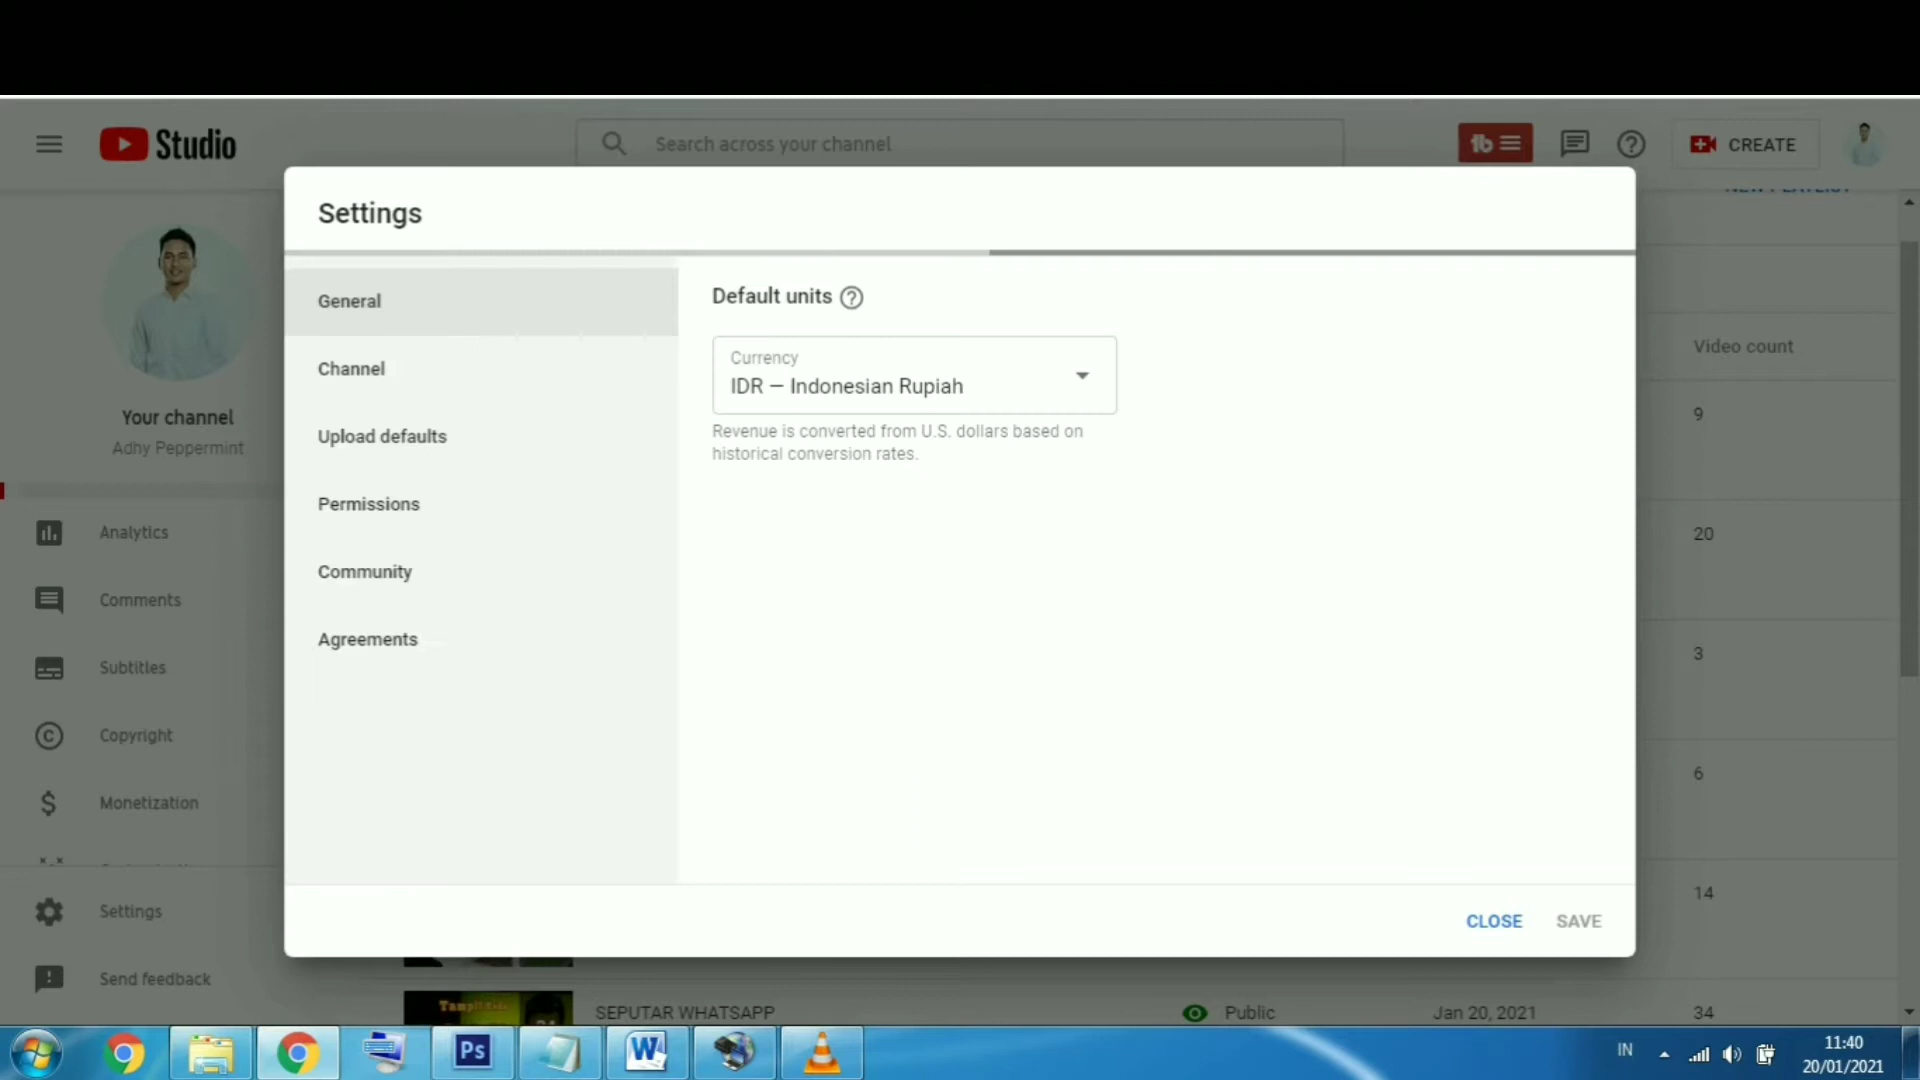 Studio
Search across your channel
CREATE
Settings
General
Channel
Upload defaults
Permissions
Community
Agreements
Default units
Currency
IDR — Indonesian Rupiah
Revenue is converted from U.S. dollars based on
historical conversion rates.
CLOSE
SAVE
Your channel
Adhy Peppermint
Analytics
Comments
Subtitles
Copyright
Monetization
Settings
Send feedback
Video count
9
20
3
6
14
SEPUTAR WHATSAPP
Public
Jan 20, 2021
34
Ps
W
IN
11:40
20/01/2021